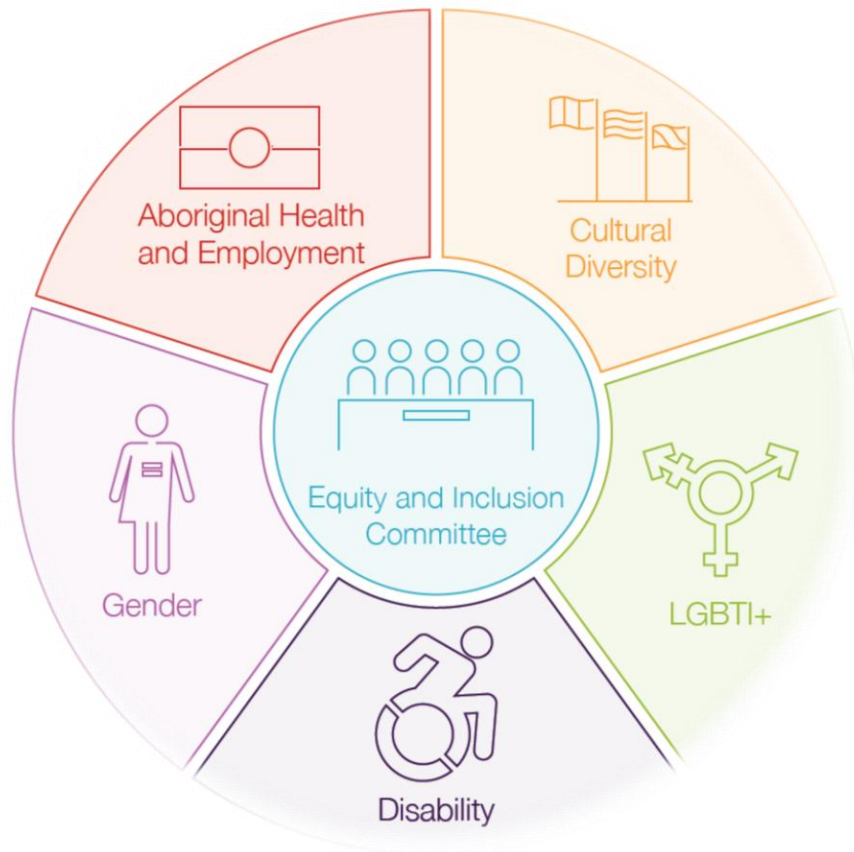 Aboriginal Health
and Employment
Cultural
Diversity
Equity and Inclusion
Committee
Gender
LGBTI+
Disability